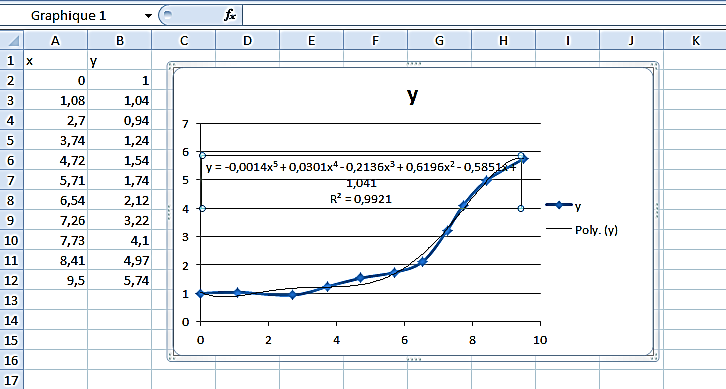 Graphique 1
fx
A B C D E F G H I J K
1 x y
2 0 1
3 1,08 1,04
4 2,7 0,94
5 3,74 1,24
6 4,72 1,54
7 5,71 1,74
8 6,54 2,12
9 7,26 3,22
10 7,73 4,1
11 8,41 4,97
12 9,5 5,74
13
14
15
16
17
y
7
6
5
4
3
2
1
0
y = -0,0014x⁵ + 0,0301x⁴ - 0,2136x³ + 0,6196x² - 0,5851x +
1,041
R² = 0,9921
0 2 4 6 8 10
y
Poly. (y)